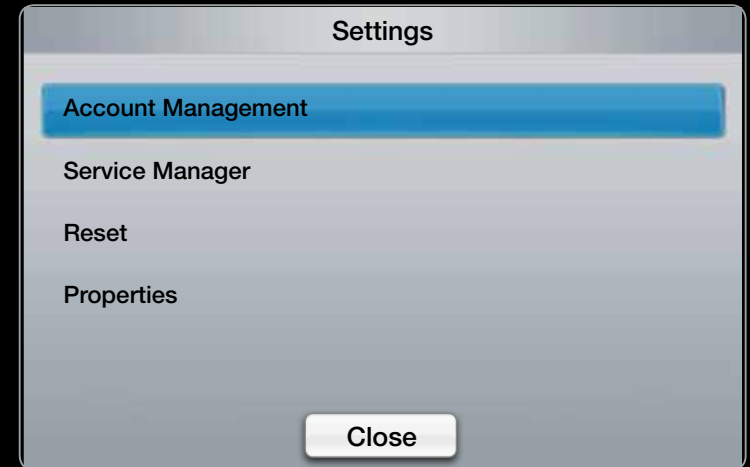 Settings
Account Management
Service Manager
Reset
Properties
Close